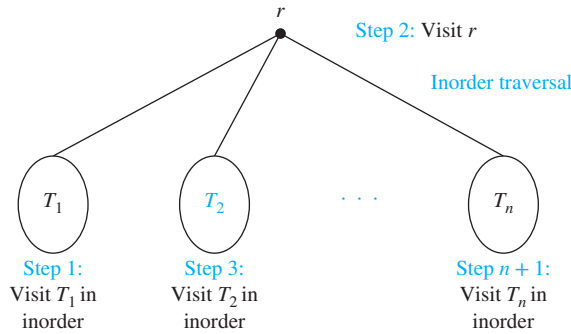 r
Step 2: Visit r
Inorder traversal
T₁
T₂
· · ·
Tₙ
Step 1:
Visit T₁ in
inorder
Step 3:
Visit T₂ in
inorder
Step n + 1:
Visit Tₙ in
inorder